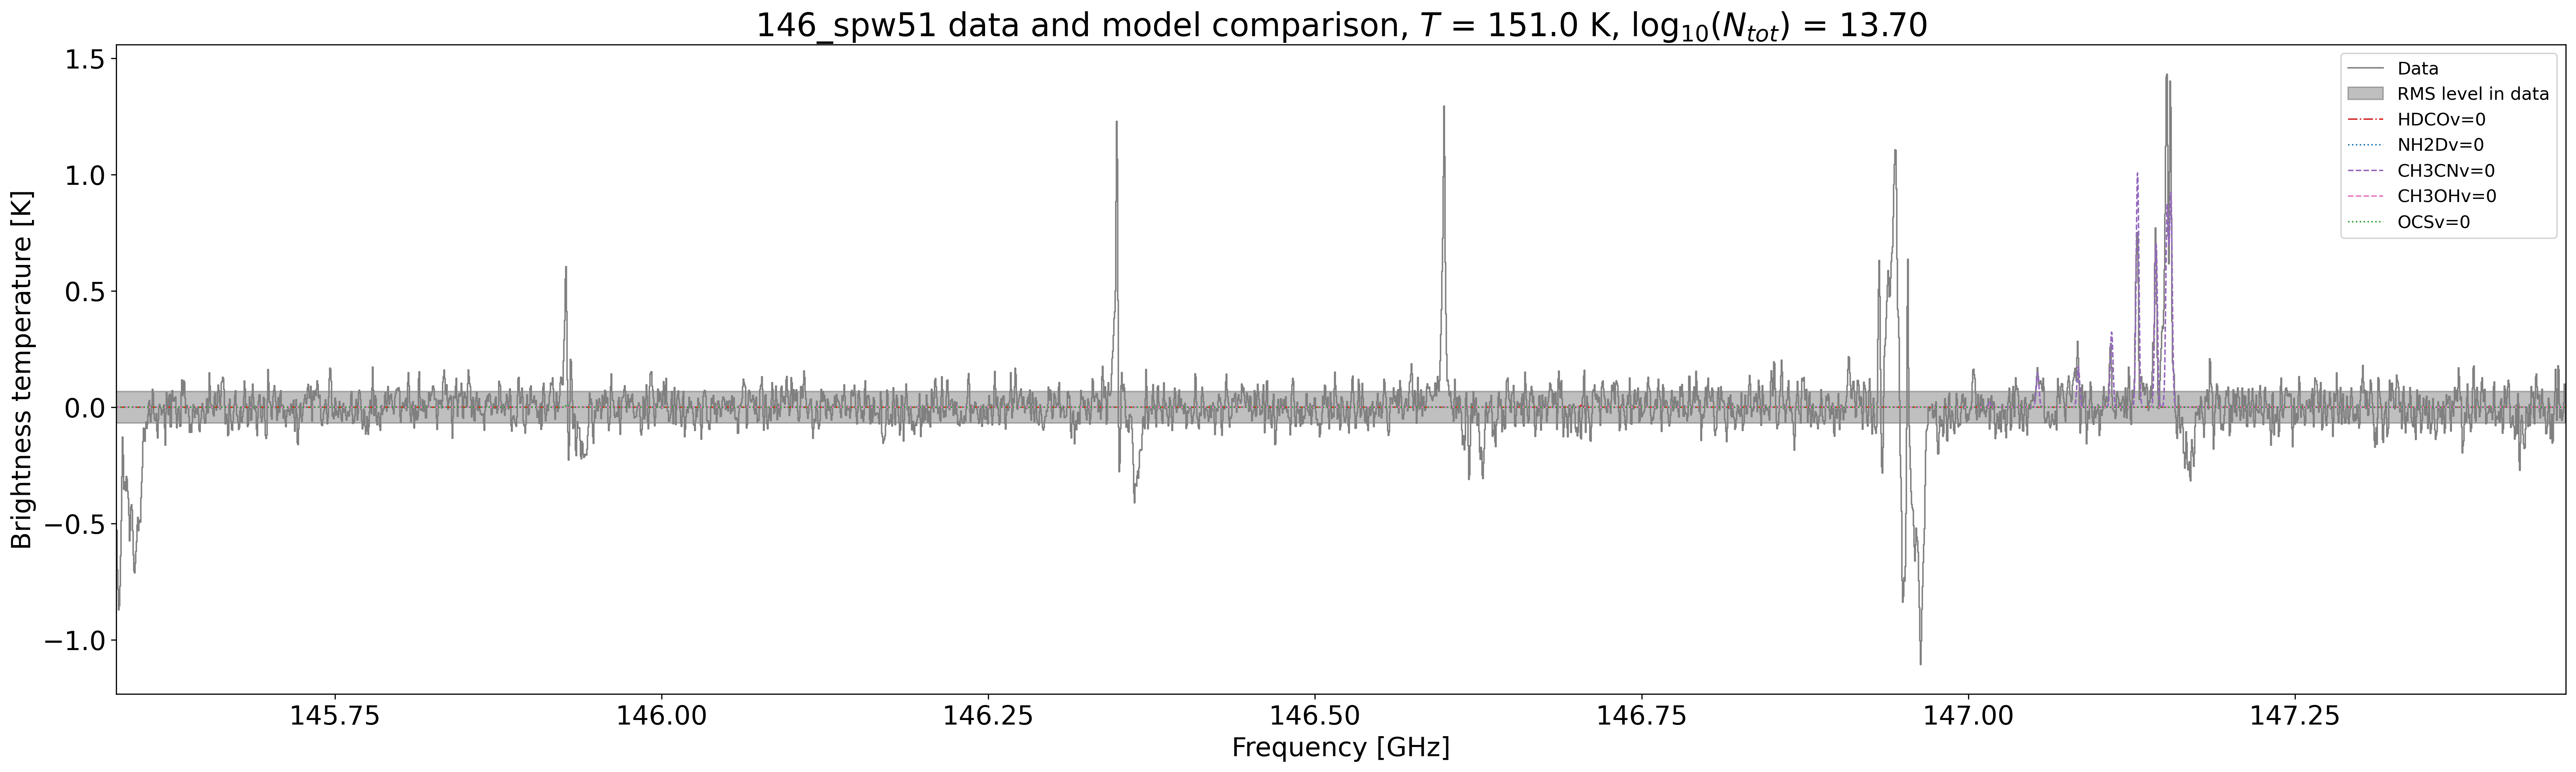 146_spw51 data and model comparison, T = 151.0 K, log₁₀(Nₜₒₜ) = 13.70
Brightness temperature [K]
1.5
1.0
0.5
0.0
−0.5
−1.0
Data
RMS level in data
HDCOv=0
NH2Dv=0
CH3CNv=0
CH3OHv=0
OCSv=0
145.75 146.00 146.25 146.50 146.75 147.00 147.25
Frequency [GHz]